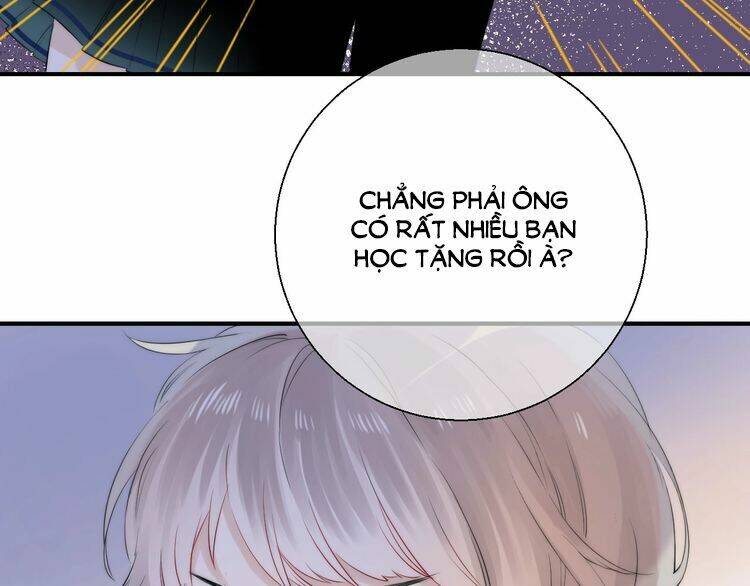 CHẲNG PHẢI ÔNG
CÓ RẤT NHIỀU BẠN
HỌC TẶNG RỒI À?